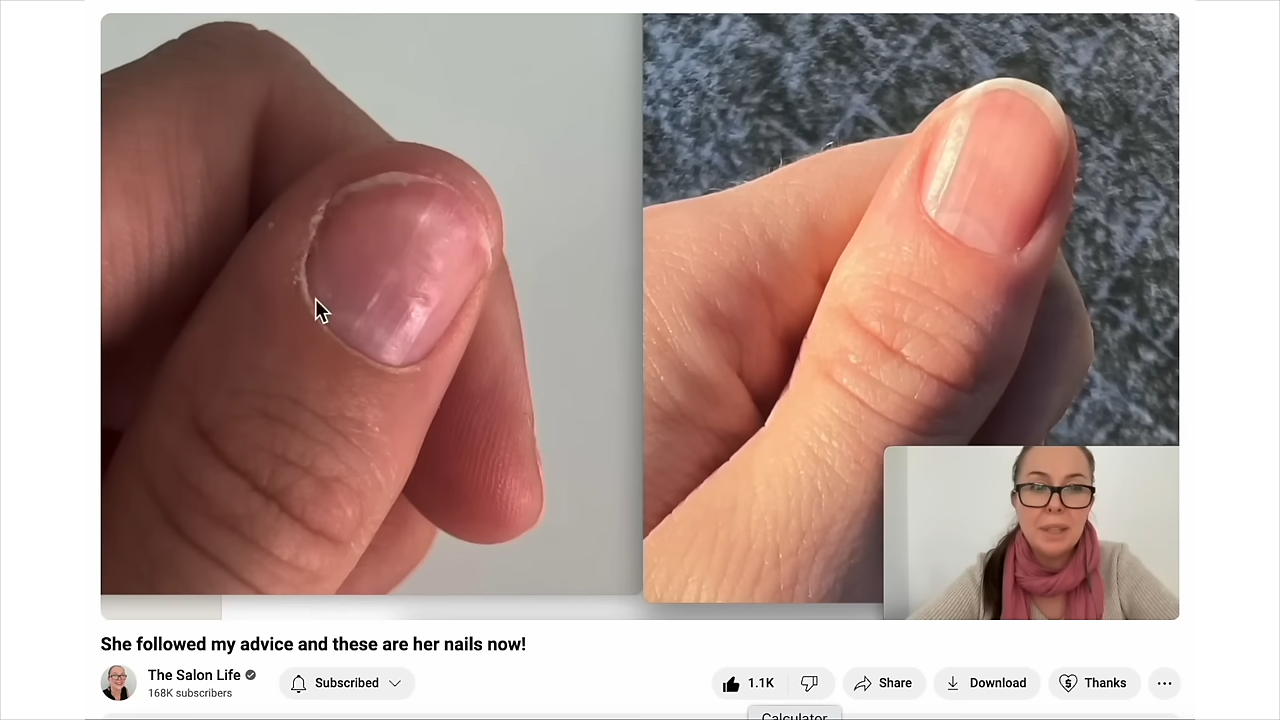 She followed my advice and these are her nails now!
The Salon Life
168K subscribers
Subscribed
1.1K
Share
Download
Thanks
Calculator